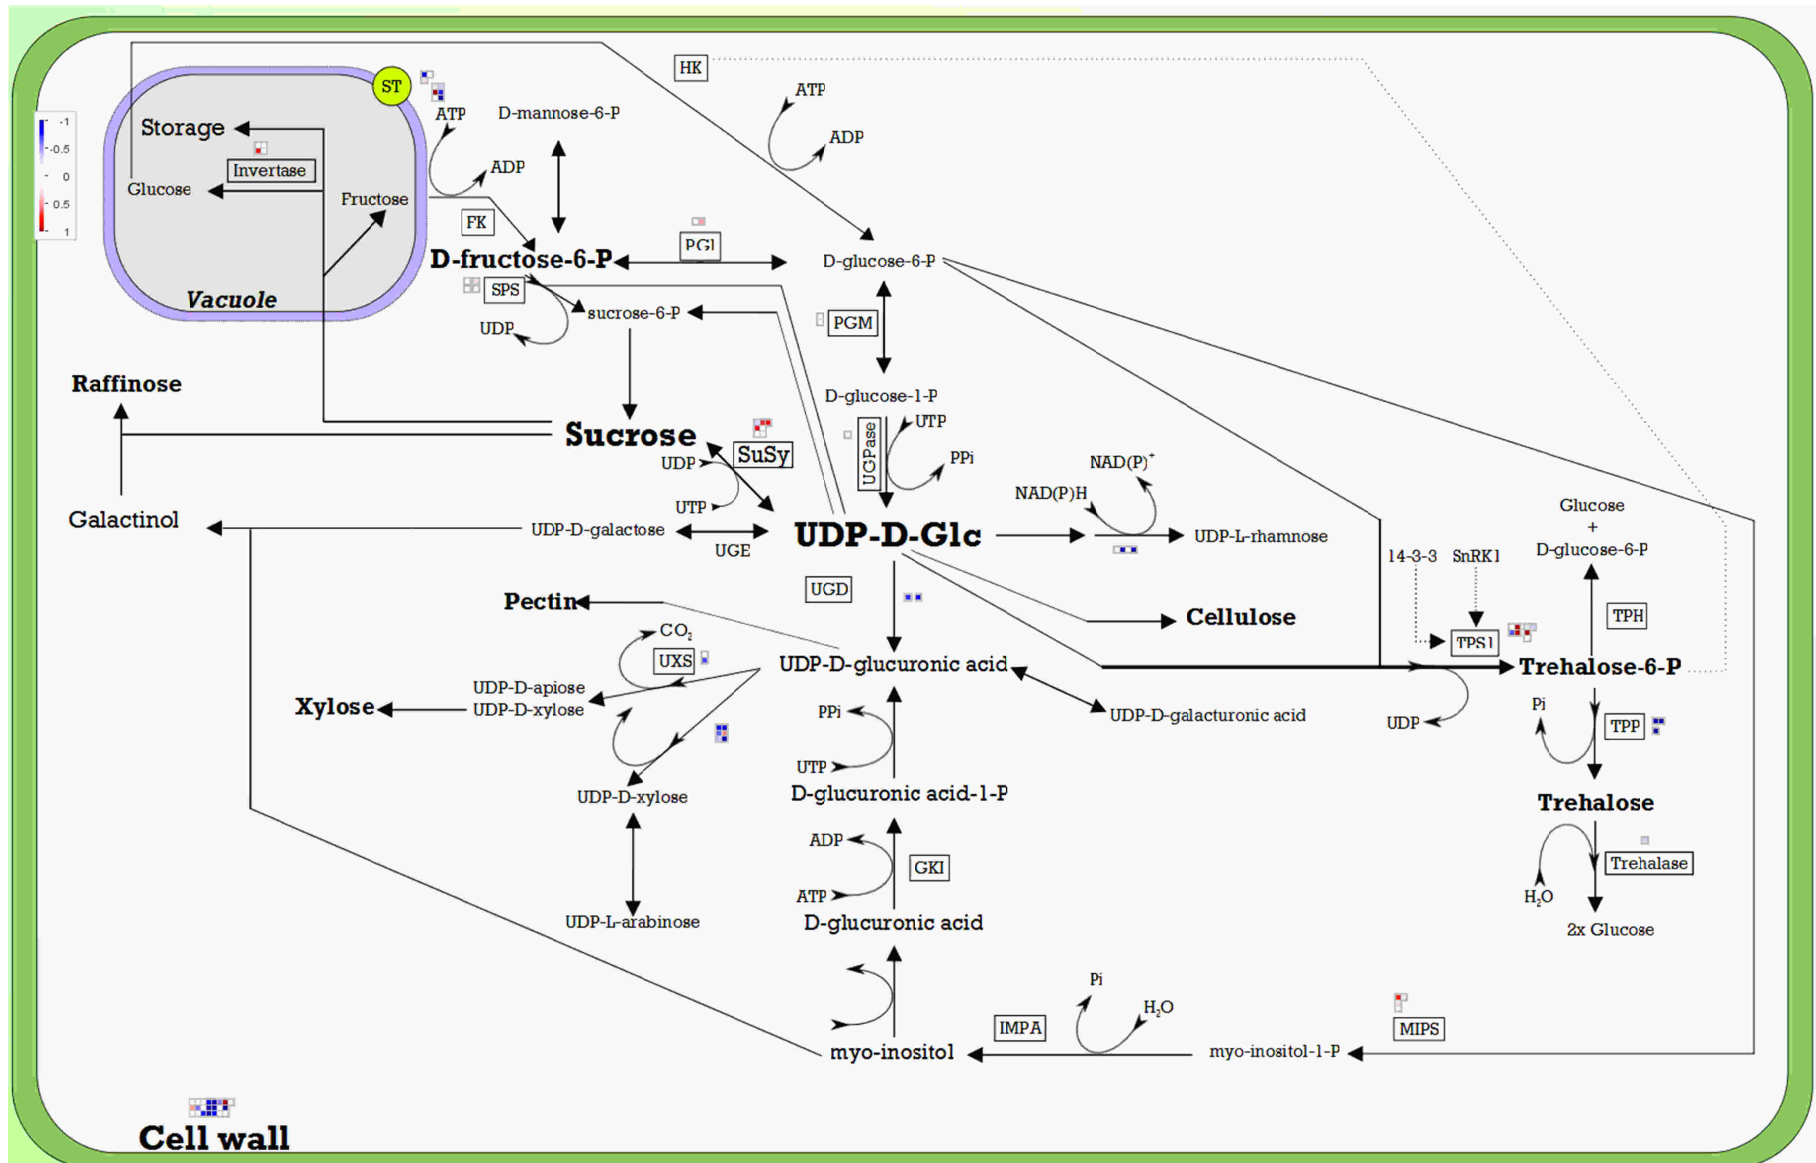 HK
ST
ATP
D-mannose-6-P
ATP
ADP
-1
-0.5
0
0.5
1
Storage
Invertase
Glucose
Fructose
ADP
FK
Vacuole
D-fructose-6-P
PGI
D-glucose-6-P
SPS
UDP
sucrose-6-P
PGM
Raffinose
D-glucose-1-P
UTP
UGPase
PPi
Sucrose
SuSy
UDP
UTP
NAD(P)+
NAD(P)H
Galactinol
UDP-D-galactose
UGE
UDP-D-Glc
UDP-L-rhamnose
Glucose
+
D-glucose-6-P
14-3-3
SnRK1
UGD
Pectin
Cellulose
TPH
CO2
UXS
UDP-D-glucuronic acid
TPS1
Trehalose-6-P
UDP-D-apiose
UDP-D-xylose
Xylose
PPi
UTP
UDP-D-galacturonic acid
UDP
Pi
TPP
UDP-D-xylose
D-glucuronic acid-1-P
Trehalose
ADP
ATP
GKI
Trehalase
H2O
UDP-L-arabinose
D-glucuronic acid
2x Glucose
Pi
H2O
IMPA
MIPS
myo-inositol
myo-inositol-1-P
Cell wall